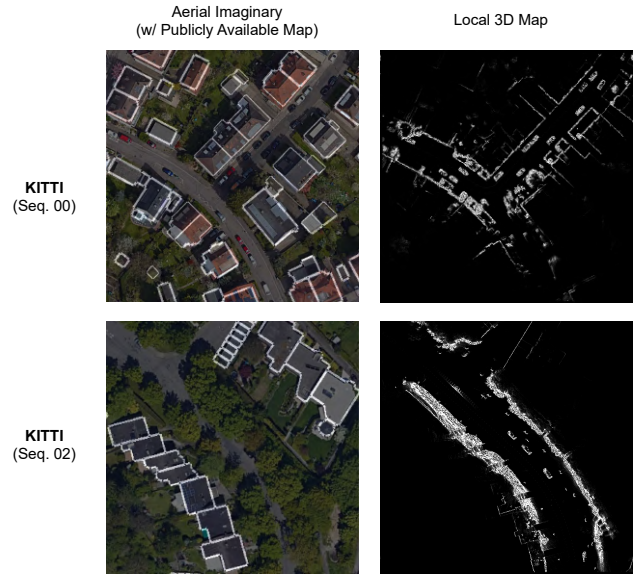 Aerial Imaginary
(w/ Publicly Available Map)
Local 3D Map
KITTI
(Seq. 00)
KITTI
(Seq. 02)